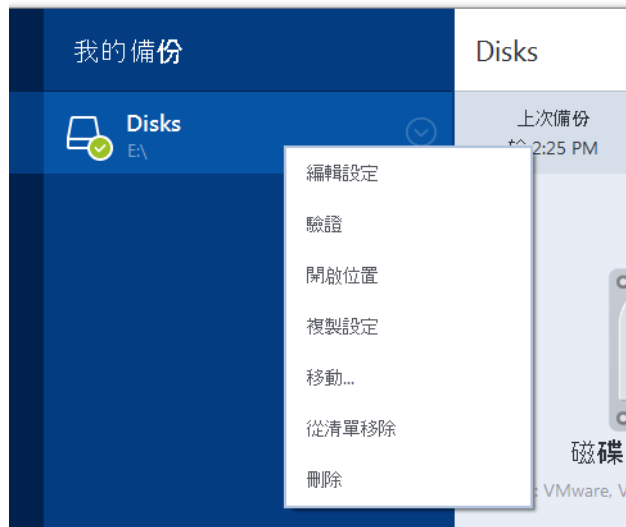 我的備份
Disks
E:\
編輯設定
驗證
開啟位置
複製設定
移動...
從清單移除
刪除
Disks
上次備份
2:25 PM
磁碟
: VMware,